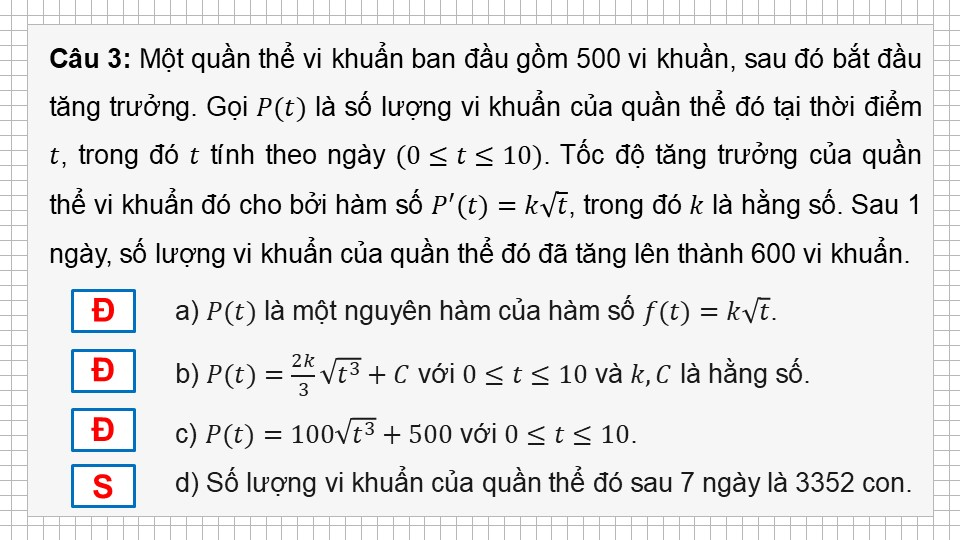 Câu 3: Một quần thể vi khuẩn ban đầu gồm 500 vi khuần, sau đó bắt đầu
tăng trưởng. Gọi P(t) là số lượng vi khuẩn của quần thể đó tại thời điểm
t, trong đó t tính theo ngày (0 ≤ t ≤ 10). Tốc độ tăng trưởng của quần
thể vi khuẩn đó cho bởi hàm số P′(t) = k√t, trong đó k là hằng số. Sau 1
ngày, số lượng vi khuẩn của quần thể đó đã tăng lên thành 600 vi khuẩn.
Đ a) P(t) là một nguyên hàm của hàm số f(t) = k√t.
Đ b) P(t) = 2k/3 √t³ + C với 0 ≤ t ≤ 10 và k, C là hằng số.
Đ c) P(t) = 100√t³ + 500 với 0 ≤ t ≤ 10.
S d) Số lượng vi khuẩn của quần thể đó sau 7 ngày là 3352 con.